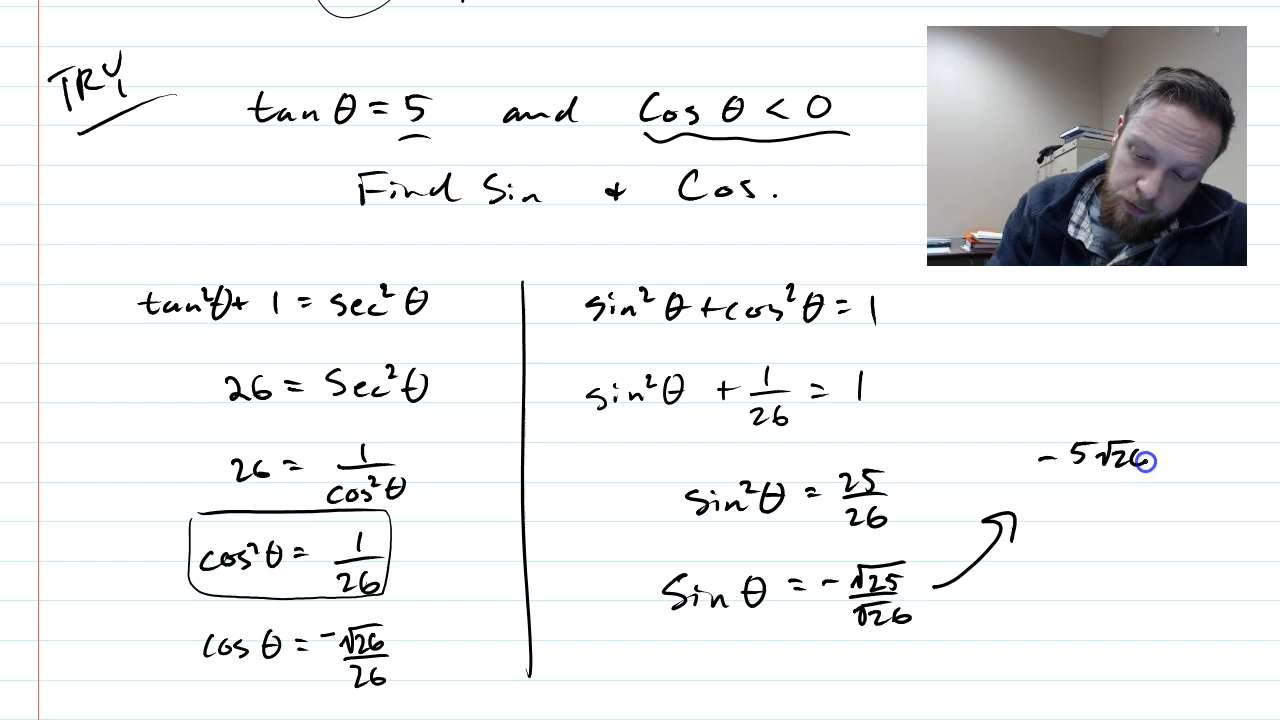 TRY
tan θ = 5 and Cos θ < 0
Find Sin & Cos.
tan²θ + 1 = sec²θ
26 = Sec²θ
26 = 1/cos²θ
cos²θ = 1/26
cos θ = -√26/26
sin²θ + cos²θ = 1
sin²θ + 1/26 = 1
sin²θ = 25/26
Sin θ = -√25/√26
- 5√26